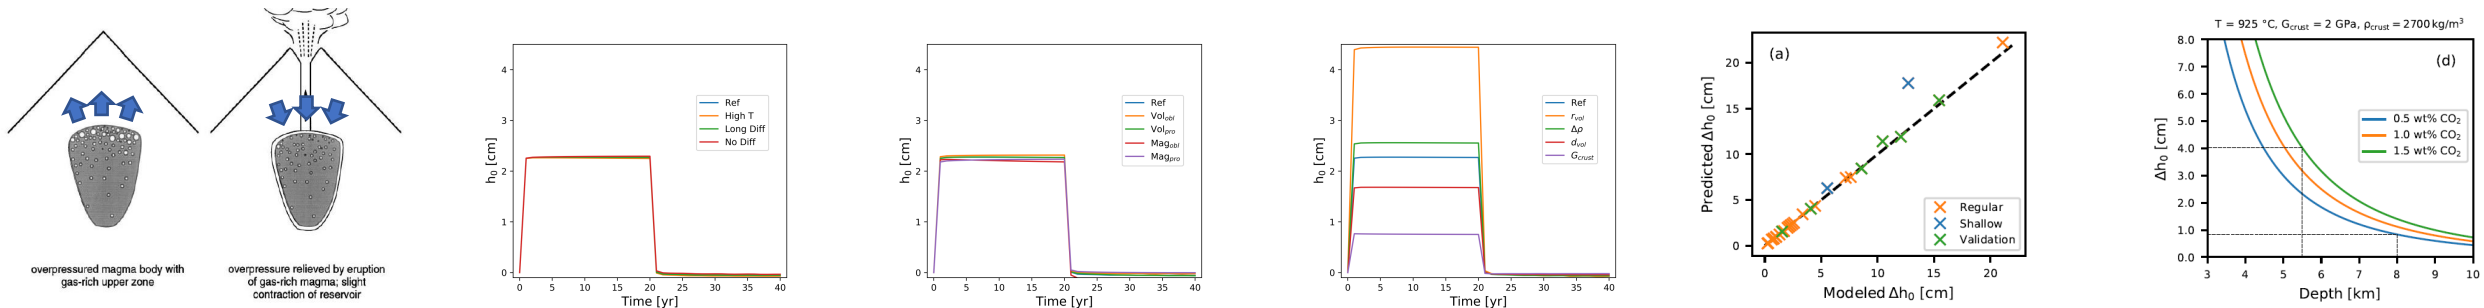 overpressured magma body with
gas-rich upper zone
overpressure relieved by eruption
of gas-rich magma; slight
contraction of reservoir
h0 [cm]
4
3
2
1
0
Ref
High T
Long Diff
No Diff
0 5 10 15 20 25 30 35 40
Time [yr]
h0 [cm]
4
3
2
1
0
Ref
Volobl
Volpro
Magobl
Magpro
0 5 10 15 20 25 30 35 40
Time [yr]
h0 [cm]
4
3
2
1
0
Ref
rvol
Δρ
dvol
Gcrust
0 5 10 15 20 25 30 35 40
Time [yr]
(a)
Predicted Δh0 [cm]
20
15
10
5
0
Regular
Shallow
Validation
0 5 10 15 20
Modeled Δh0 [cm]
T = 925 °C, Gcrust = 2 GPa, ρcrust = 2700 kg/m³
(d)
Δh0 [cm]
8.0
7.0
6.0
5.0
4.0
3.0
2.0
1.0
0.0
0.5 wt% CO2
1.0 wt% CO2
1.5 wt% CO2
3 4 5 6 7 8 9 10
Depth [km]